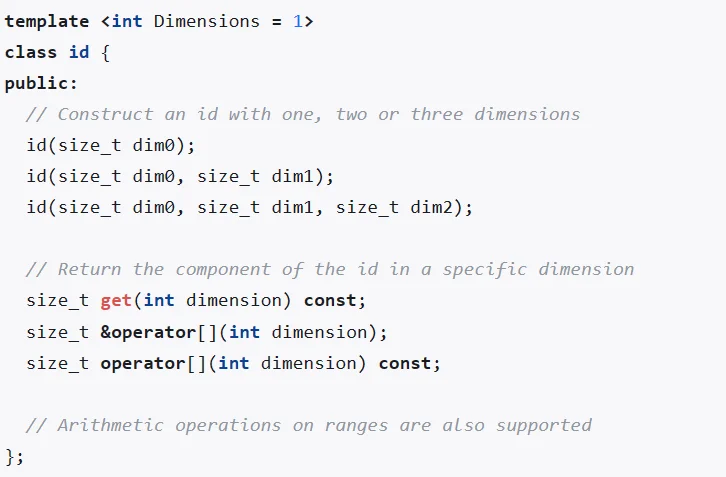 template <int Dimensions = 1>
class id {
public:
  // Construct an id with one, two or three dimensions
  id(size_t dim0);
  id(size_t dim0, size_t dim1);
  id(size_t dim0, size_t dim1, size_t dim2);

  // Return the component of the id in a specific dimension
  size_t get(int dimension) const;
  size_t &operator[](int dimension);
  size_t operator[](int dimension) const;

  // Arithmetic operations on ranges are also supported
};